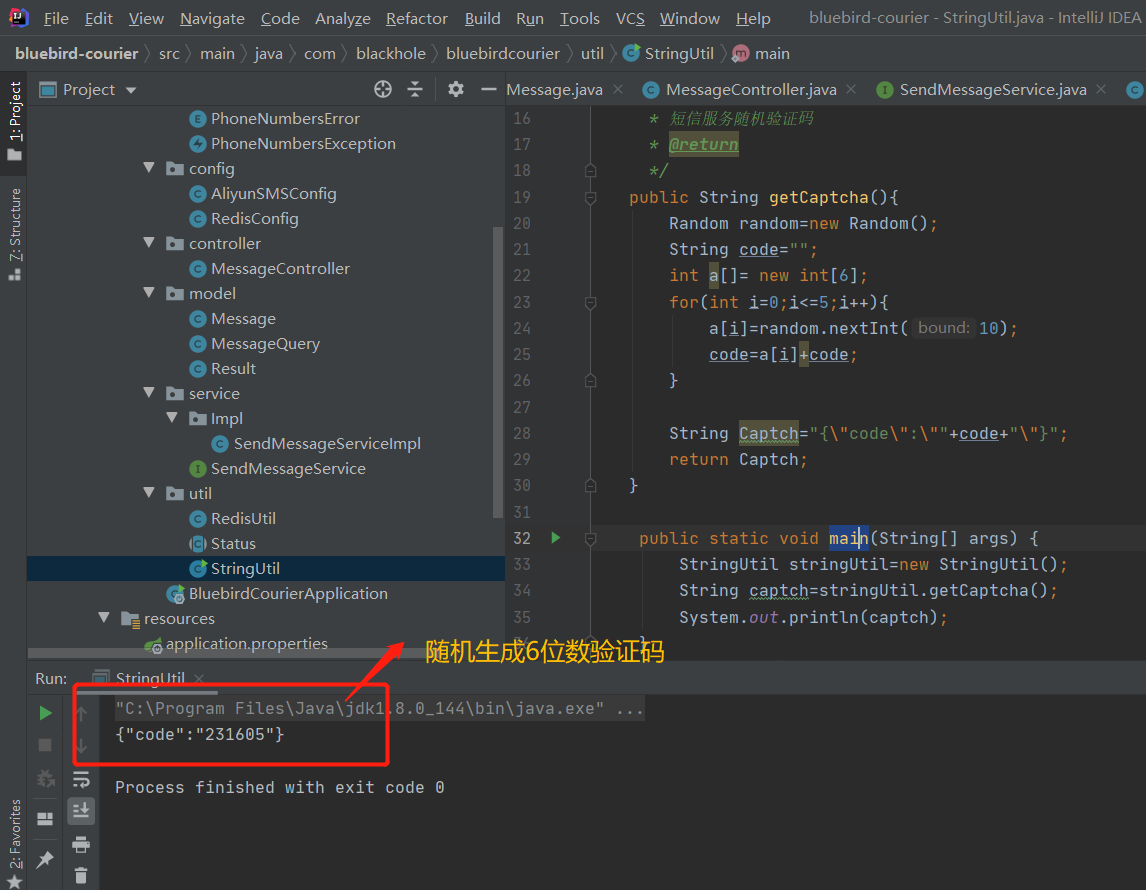 File Edit View Navigate Code Analyze Refactor Build Run Tools VCS Window Help bluebird-courier - StringUtil.java - IntelliJ IDEA
bluebird-courier src main java com blackhole bluebirdcourier util StringUtil main
1: Project
7: Structure
2: Favorites
Project
PhoneNumbersError
PhoneNumbersException
config
AliyunSMSConfig
RedisConfig
controller
MessageController
model
Message
MessageQuery
Result
service
Impl
SendMessageServiceImpl
SendMessageService
util
RedisUtil
Status
StringUtil
BluebirdCourierApplication
resources
application.properties
Message.java MessageController.java SendMessageService.java
16 * 短信服务随机验证码
17 * @return
18 */
19 public String getCaptcha(){
20 Random random=new Random();
21 String code="";
22 int a[]= new int[6];
23 for(int i=0;i<=5;i++){
24 a[i]=random.nextInt( bound: 10);
25 code=a[i]+code;
26 }
27
28 String Captch="{\"code\":\""+code+"\"}";
29 return Captch;
30 }
31
32 public static void main(String[] args) {
33 StringUtil stringUtil=new StringUtil();
34 String captch=stringUtil.getCaptcha();
35 System.out.println(captch);
随机生成6位数验证码
Run: StringUtil
"C:\Program Files\Java\jdk1.8.0_144\bin\java.exe" ...
{"code":"231605"}
Process finished with exit code 0